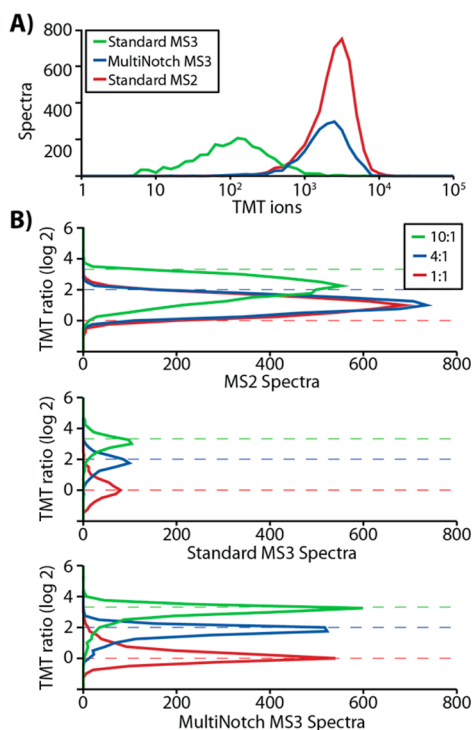 A)
800
600
400
200
Spectra
Standard MS3
MultiNotch MS3
Standard MS2
1 10 10² 10³ 10⁴ 10⁵
TMT ions
B)
6
4
2
0
TMT ratio (log 2)
10:1
4:1
1:1
0 200 400 600 800
MS2 Spectra
6
4
2
0
TMT ratio (log 2)
0 200 400 600 800
Standard MS3 Spectra
6
4
2
0
TMT ratio (log 2)
0 200 400 600 800
MultiNotch MS3 Spectra